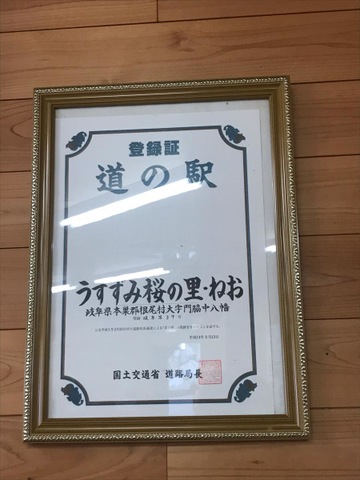 登録証
道の駅
うすずみ桜の里・ねお
岐阜県本巣郡根尾村大字門脇中八幡
国土交通省 道路局長